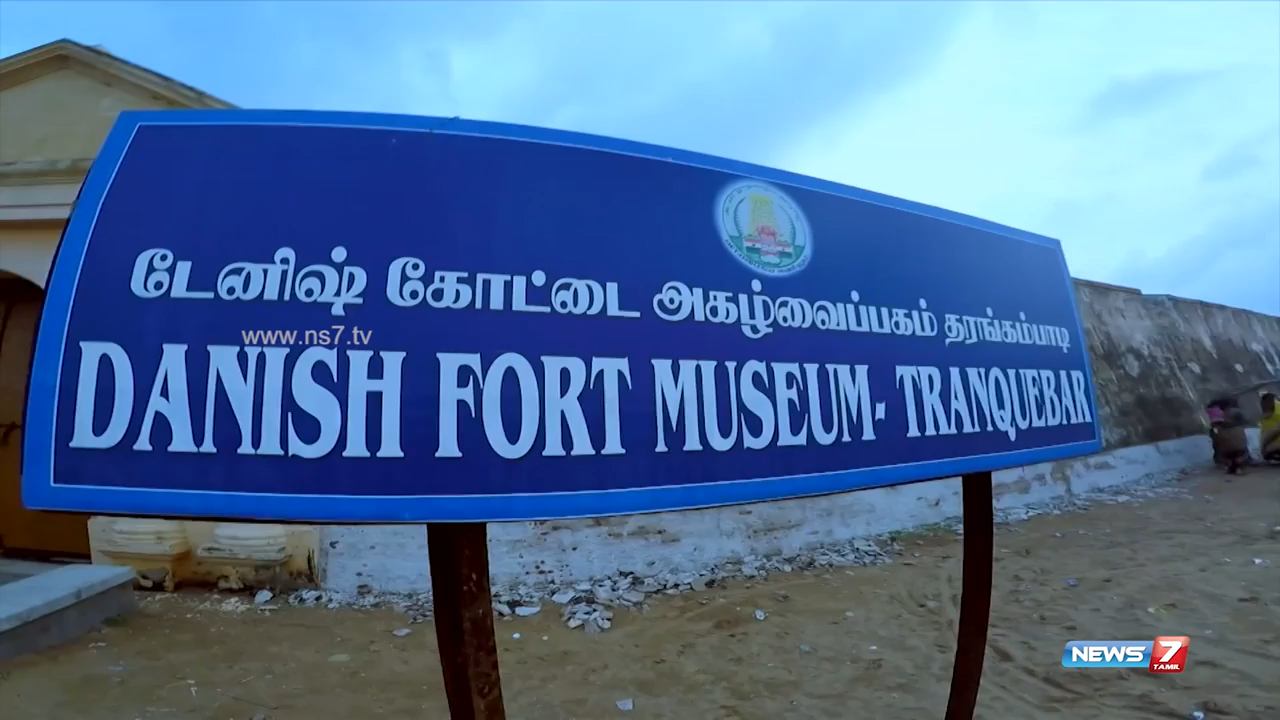 டேனிஷ் கோட்டை அகழ்வைப்பகம் தரங்கம்பாடி
www.ns7.tv
DANISH FORT MUSEUM- TRANQUEBAR
NEWS 7
TAMIL